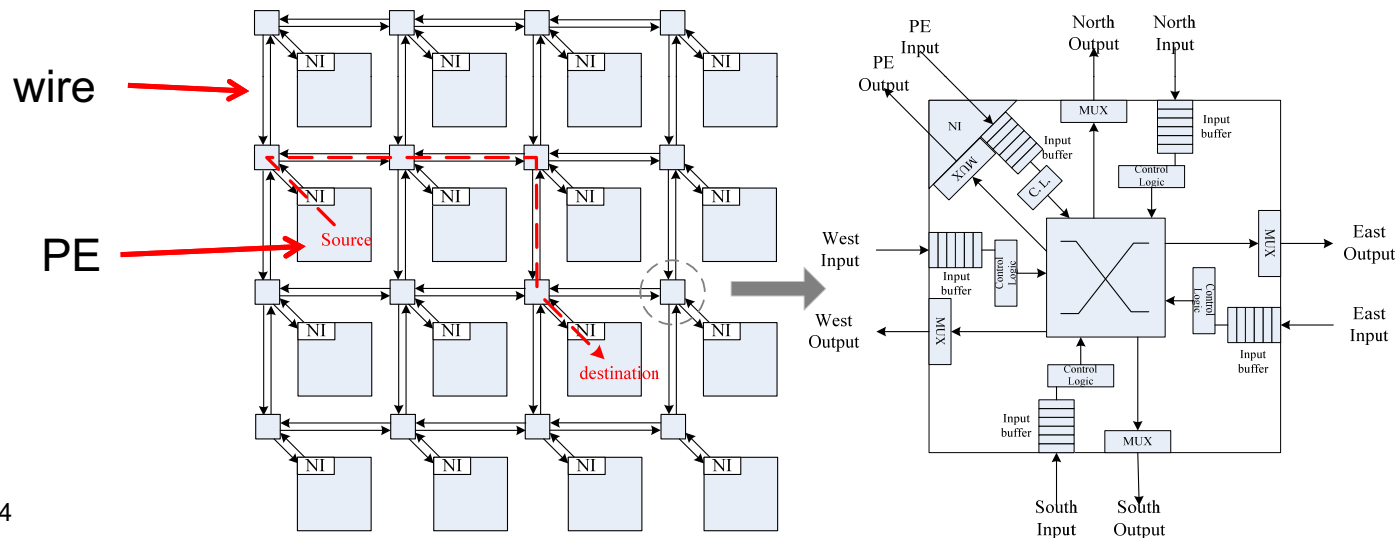 wire
PE
NI
NI
NI
NI
NI
NI
NI
NI
Source
NI
NI
NI
NI
destination
NI
NI
NI
NI
4
North
Output
North
Input
PE
Input
PE
Output
NI
MUX
Input
buffer
Input
buffer
MUX
C. L.
Control
Logic
West
Input
Input
buffer
Control
Logic
MUX
East
Output
Control
Logic
West
Output
MUX
Input
buffer
East
Input
Control
Logic
Input
buffer
MUX
South
Input
South
Output